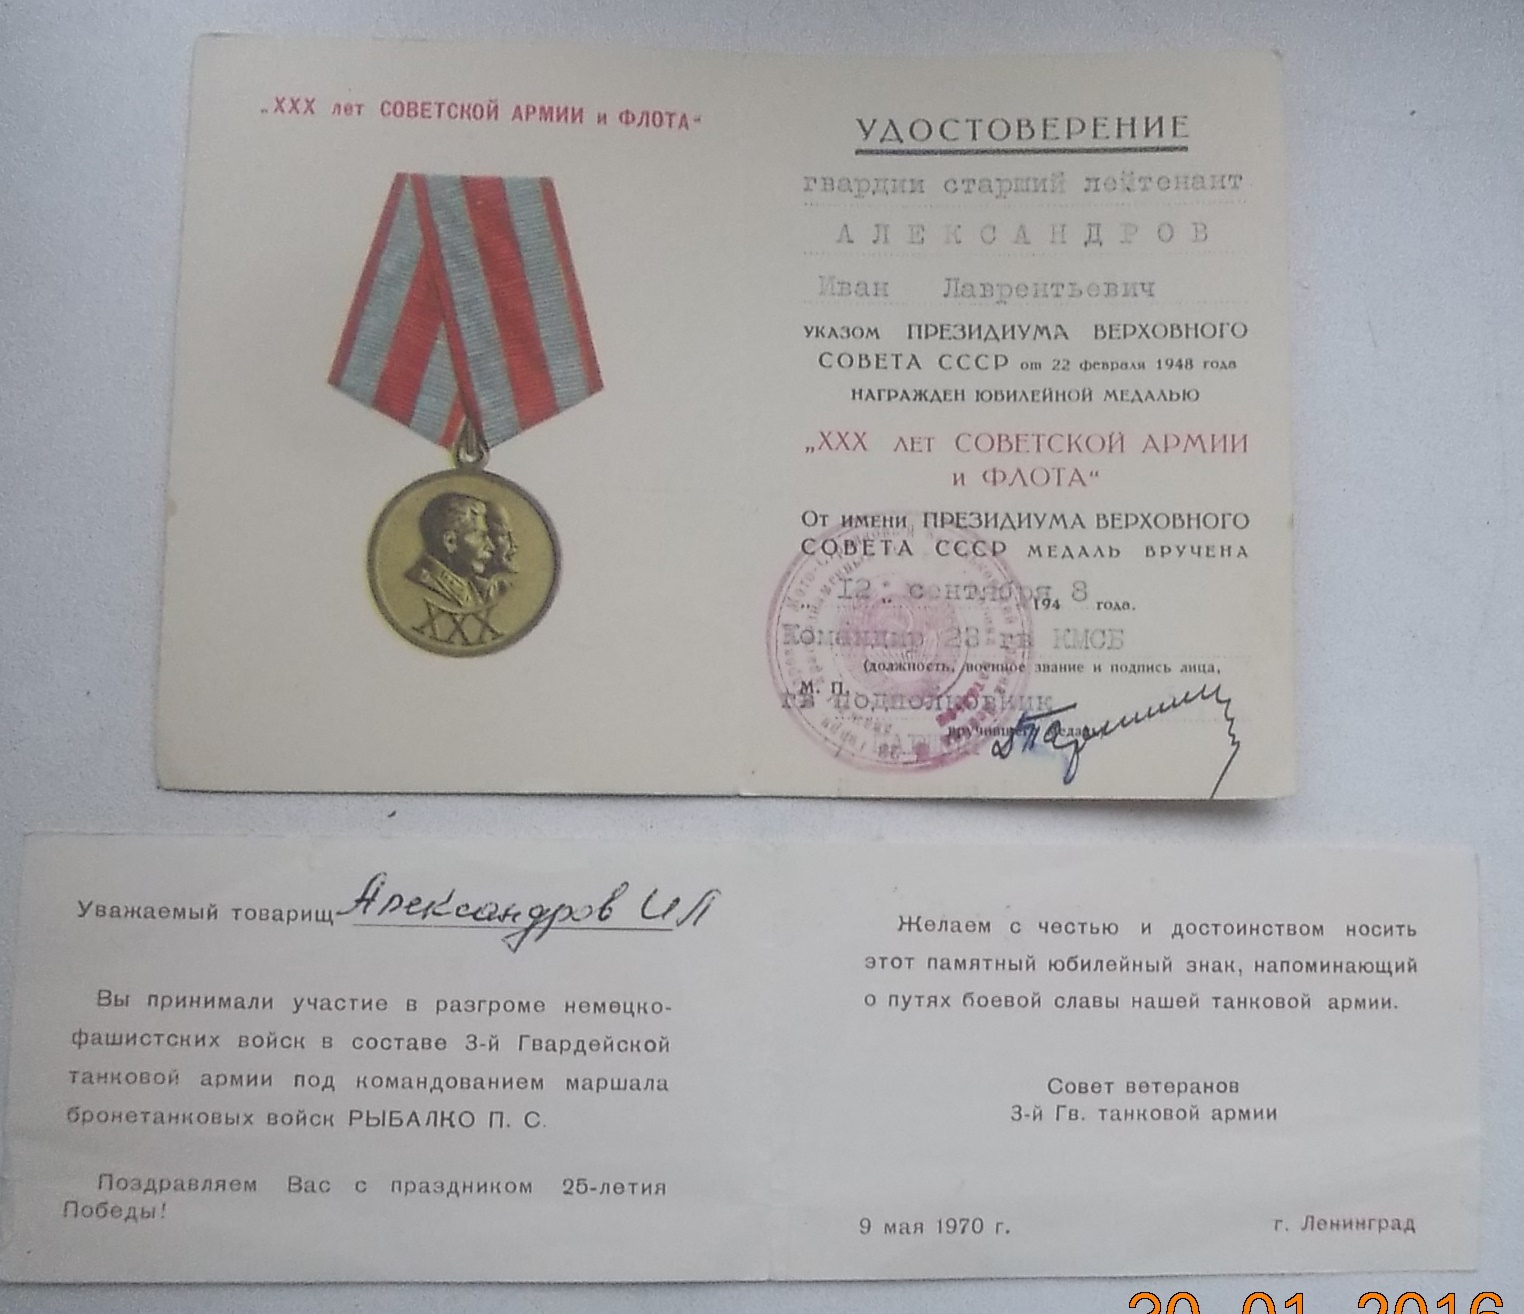 „XXX лет СОВЕТСКОЙ АРМИИ и ФЛОТА“
XXX
УДОСТОВЕРЕНИЕ
гвардии старший лейтенант
АЛЕКСАНДРОВ
Иван Лаврентьевич
УКАЗОМ ПРЕЗИДИУМА ВЕРХОВНОГО
СОВЕТА СССР от 22 февраля 1948 года
НАГРАЖДЕН ЮБИЛЕЙНОЙ МЕДАЛЬЮ
„XXX ЛЕТ СОВЕТСКОЙ АРМИИ
и ФЛОТА“
От имени ПРЕЗИДИУМА ВЕРХОВНОГО
СОВЕТА СССР МЕДАЛЬ ВРУЧЕНА
„12„ сентября 1948 года.
Командир 28 гв КМСБ
(должность, военное звание и подпись лица,
М. П.
гв подполковник
вручившего медаль
Уважаемый товарищ Александров И Л
Вы принимали участие в разгроме немецко-
фашистских войск в составе 3-й Гвардейской
танковой армии под командованием маршала
бронетанковых войск РЫБАЛКО П. С.
Поздравляем Вас с праздником 25-летия
Победы!
Желаем с честью и достоинством носить
этот памятный юбилейный знак, напоминающий
о путях боевой славы нашей танковой армии.
Совет ветеранов
3-й Гв. танковой армии
9 мая 1970 г. г. Ленинград
20 01 2016